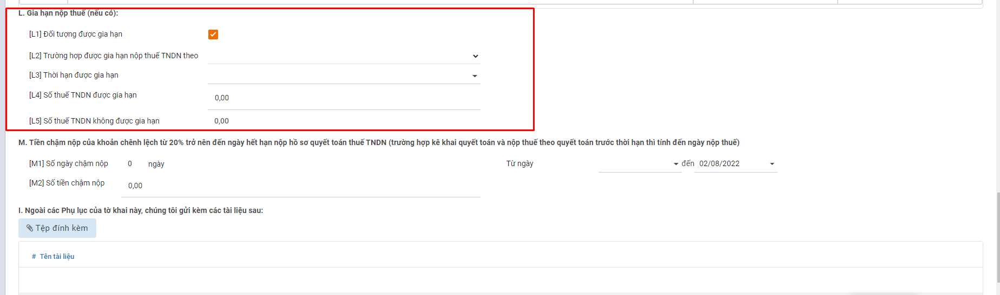 L. Gia hạn nộp thuế (nếu có):
[L1] Đối tượng được gia hạn
[L2] Trường hợp được gia hạn nộp thuế TNDN theo
[L3] Thời hạn được gia hạn
[L4] Số thuế TNDN được gia hạn 0,00
[L5] Số thuế TNDN không được gia hạn 0,00
M. Tiền chậm nộp của khoản chênh lệch từ 20% trở nên đến ngày hết hạn nộp hồ sơ quyết toán thuế TNDN (trường hợp kê khai quyết toán và nộp thuế theo quyết toán trước thời hạn thì tính đến ngày nộp thuế)
[M1] Số ngày chậm nộp 0 ngày Từ ngày đến 02/08/2022
[M2] Số tiền chậm nộp 0,00
I. Ngoài các Phụ lục của tờ khai này, chúng tôi gửi kèm các tài liệu sau:
Tệp đính kèm
# Tên tài liệu